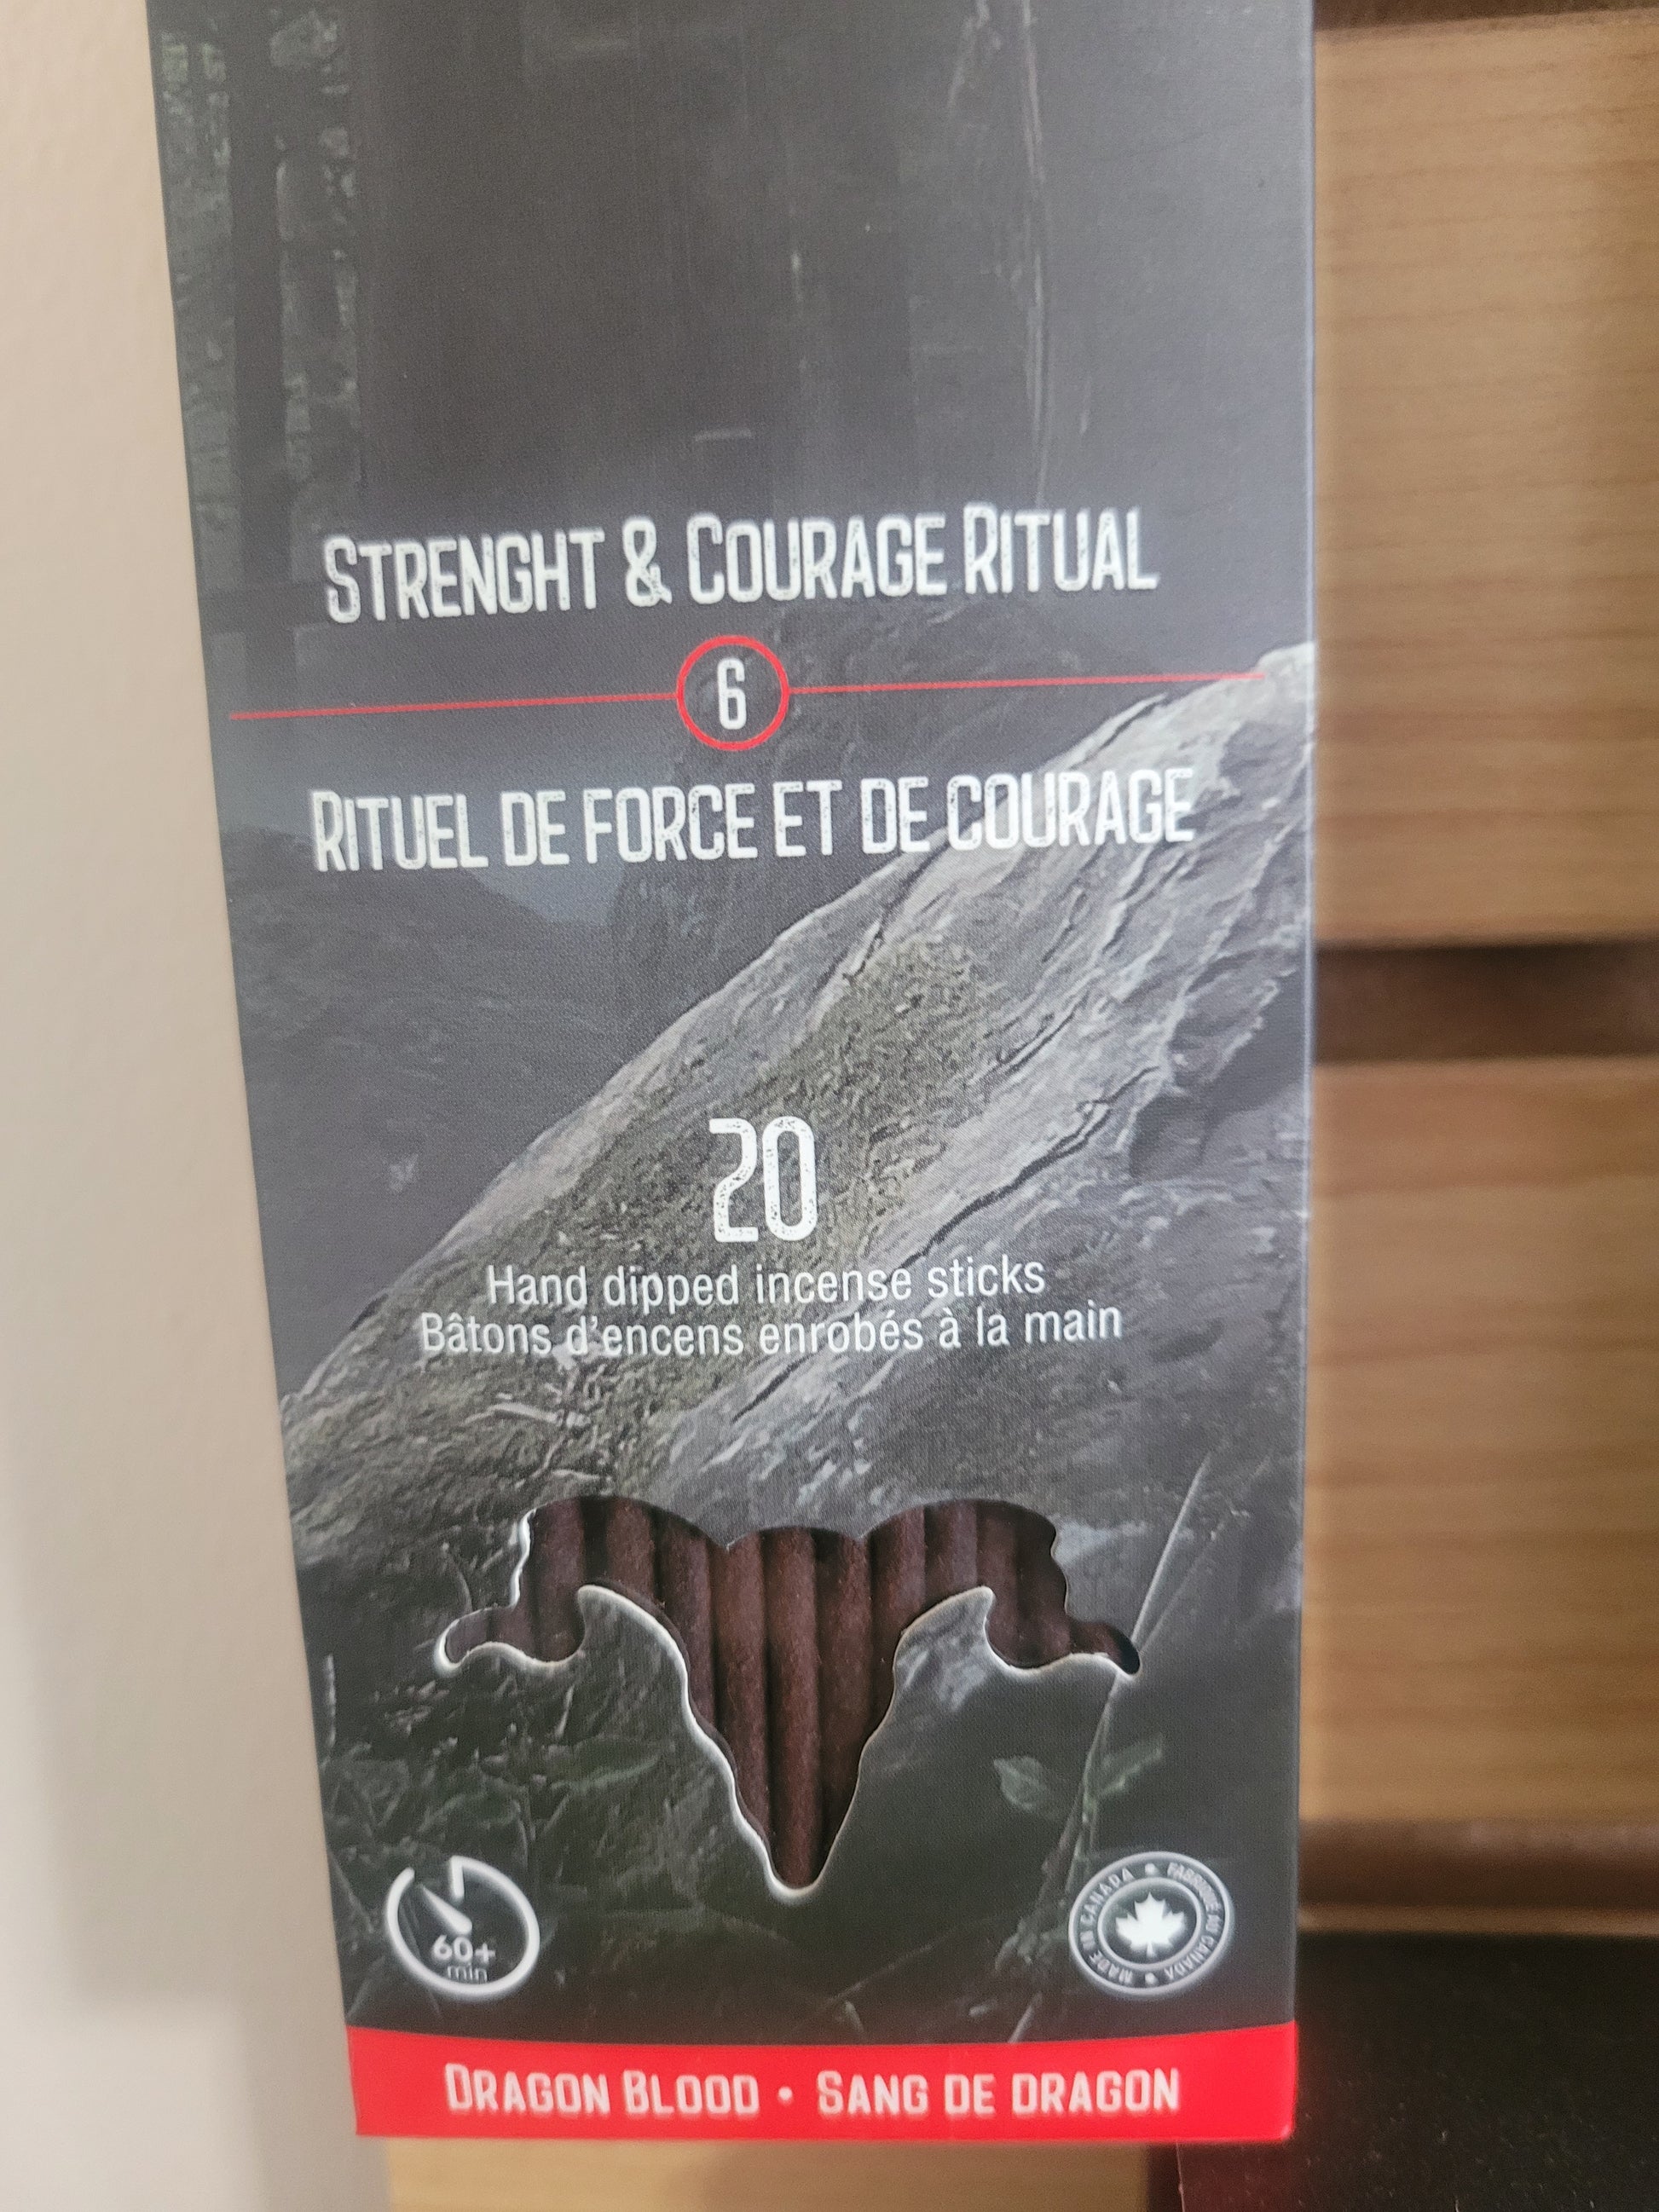 STRENGHT & COURAGE RITUAL
6
RITUEL DE FORCE ET DE COURAGE
20
Hand dipped incense sticks
Bâtons d'encens enrobés à la main
60+
min
MADE IN CANADA • FABRIQUÉ AU CANADA •
DRAGON BLOOD • SANG DE DRAGON